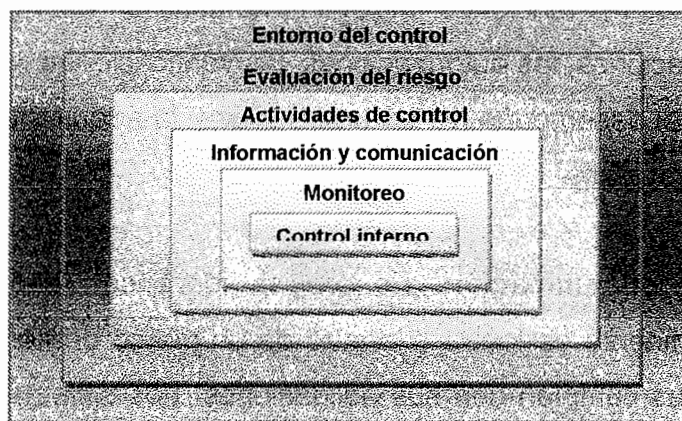 Entorno del control
Evaluación del riesgo
Actividades de control
Información y comunicación
Monitoreo
Control interno